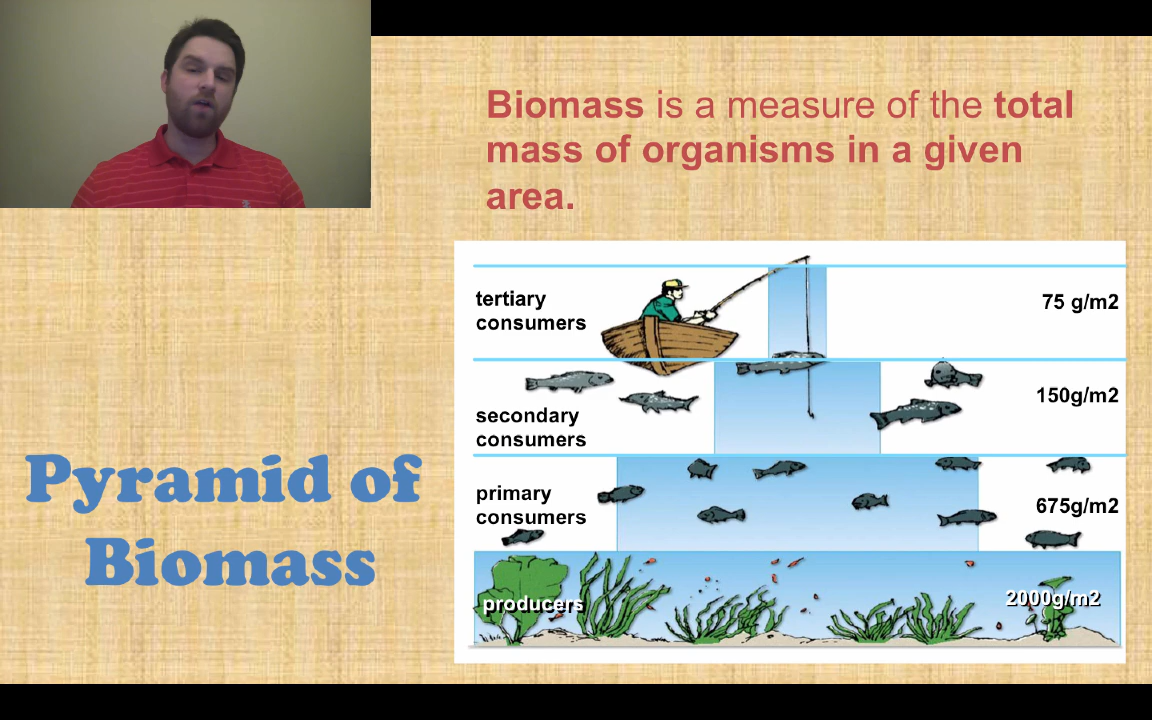 Biomass is a measure of the total
mass of organisms in a given
area.
Pyramid of
Biomass
tertiary
consumers
75 g/m2
secondary
consumers
150g/m2
primary
consumers
675g/m2
producers
2000g/m2